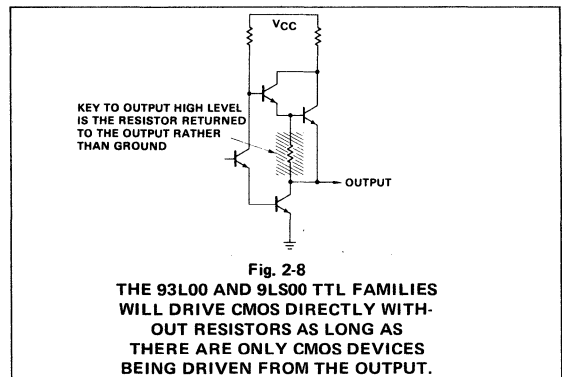 VCC
KEY TO OUTPUT HIGH LEVEL
IS THE RESISTOR RETURNED
TO THE OUTPUT RATHER
THAN GROUND
OUTPUT
Fig. 2-8
THE 93L00 AND 9LS00 TTL FAMILIES
WILL DRIVE CMOS DIRECTLY WITH-
OUT RESISTORS AS LONG AS
THERE ARE ONLY CMOS DEVICES
BEING DRIVEN FROM THE OUTPUT.